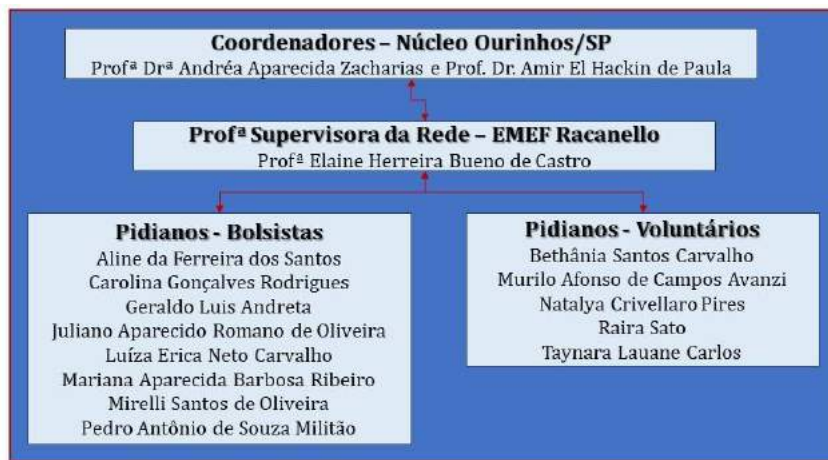 Coordenadores – Núcleo Ourinhos/SP
Profª Drª Andréa Aparecida Zacharias e Prof. Dr. Amir El Hackin de Paula
Profª Supervisora da Rede – EMEF Racanello
Profª Elaine Herreira Bueno de Castro
Pidianos - Bolsistas
Aline da Ferreira dos Santos
Carolina Gonçalves Rodrigues
Geraldo Luis Andreta
Juliano Aparecido Romano de Oliveira
Luíza Erica Neto Carvalho
Mariana Aparecida Barbosa Ribeiro
Mirelli Santos de Oliveira
Pedro Antônio de Souza Militão
Pidianos - Voluntários
Bethânia Santos Carvalho
Murilo Afonso de Campos Avanzi
Natalya Crivellaro Pires
Raira Sato
Taynara Lauane Carlos